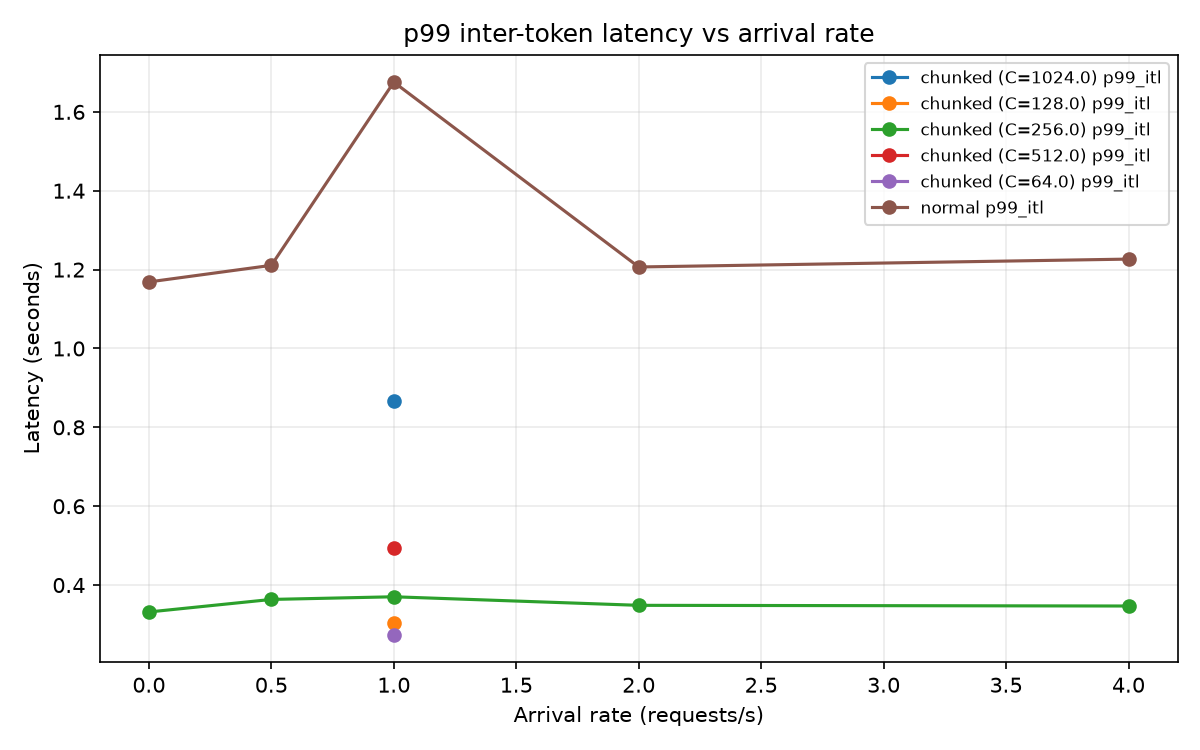 p99 inter-token latency vs arrival rate
chunked (C=1024.0) p99_itl
chunked (C=128.0) p99_itl
chunked (C=256.0) p99_itl
chunked (C=512.0) p99_itl
chunked (C=64.0) p99_itl
normal p99_itl
Latency (seconds)
1.6
1.4
1.2
1.0
0.8
0.6
0.4
0.0 0.5 1.0 1.5 2.0 2.5 3.0 3.5 4.0
Arrival rate (requests/s)